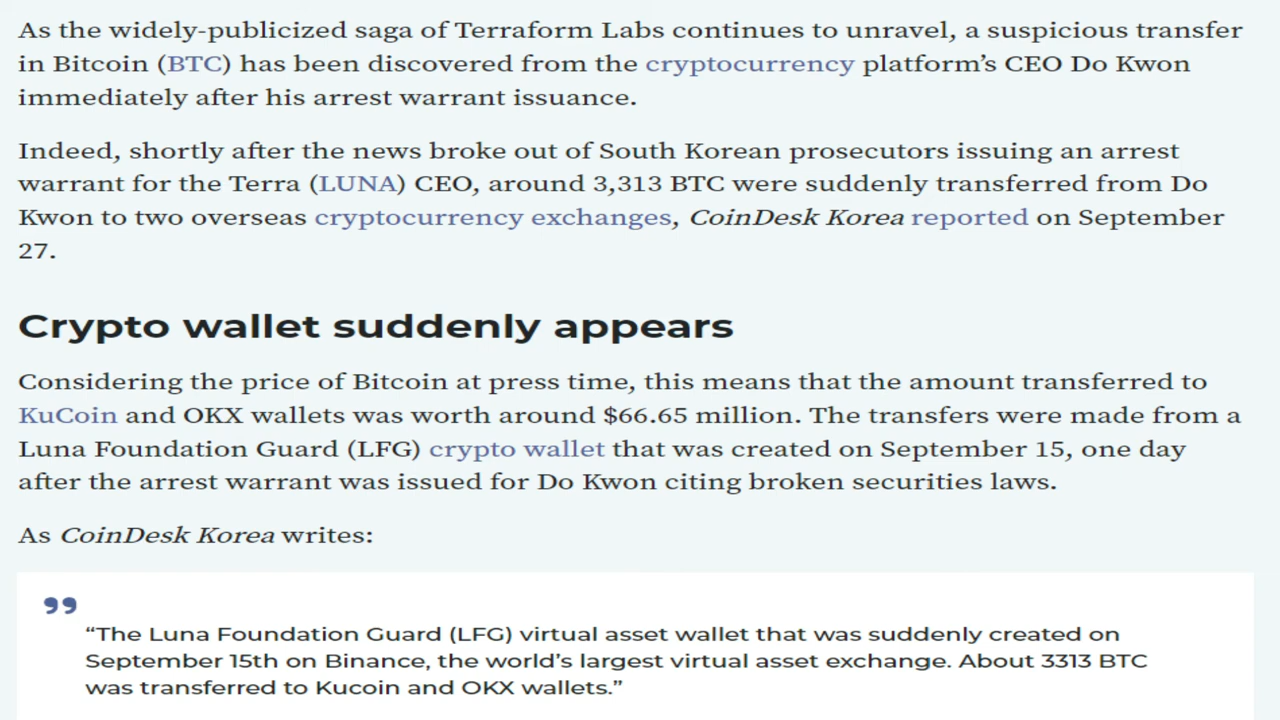 As the widely-publicized saga of Terraform Labs continues to unravel, a suspicious transfer
in Bitcoin (BTC) has been discovered from the cryptocurrency platform’s CEO Do Kwon
immediately after his arrest warrant issuance.
Indeed, shortly after the news broke out of South Korean prosecutors issuing an arrest
warrant for the Terra (LUNA) CEO, around 3,313 BTC were suddenly transferred from Do
Kwon to two overseas cryptocurrency exchanges, CoinDesk Korea reported on September
27.
Crypto wallet suddenly appears
Considering the price of Bitcoin at press time, this means that the amount transferred to
KuCoin and OKX wallets was worth around $66.65 million. The transfers were made from a
Luna Foundation Guard (LFG) crypto wallet that was created on September 15, one day
after the arrest warrant was issued for Do Kwon citing broken securities laws.
As CoinDesk Korea writes:
”
“The Luna Foundation Guard (LFG) virtual asset wallet that was suddenly created on
September 15th on Binance, the world’s largest virtual asset exchange. About 3313 BTC
was transferred to Kucoin and OKX wallets.”